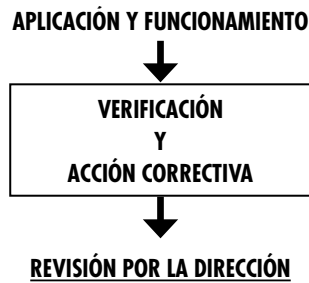 APLICACIÓN Y FUNCIONAMIENTO
VERIFICACIÓN
Y
ACCIÓN CORRECTIVA
REVISIÓN POR LA DIRECCIÓN